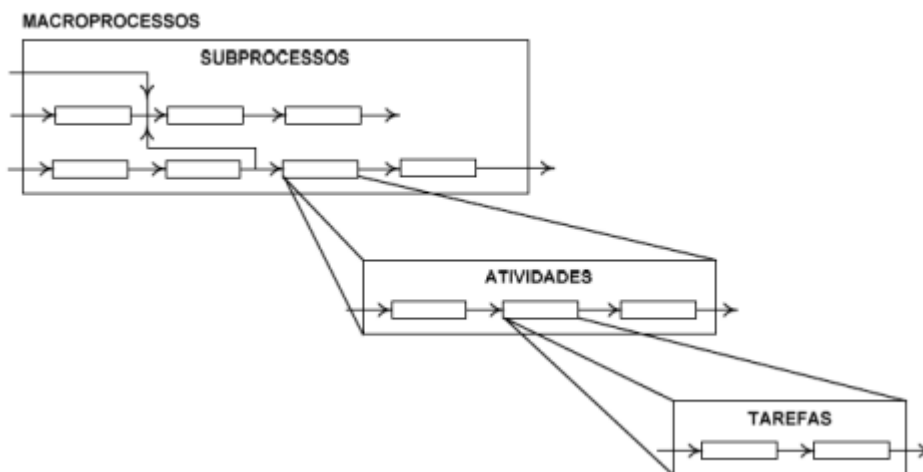 MACROPROCESSOS
SUBPROCESSOS
ATIVIDADES
TAREFAS